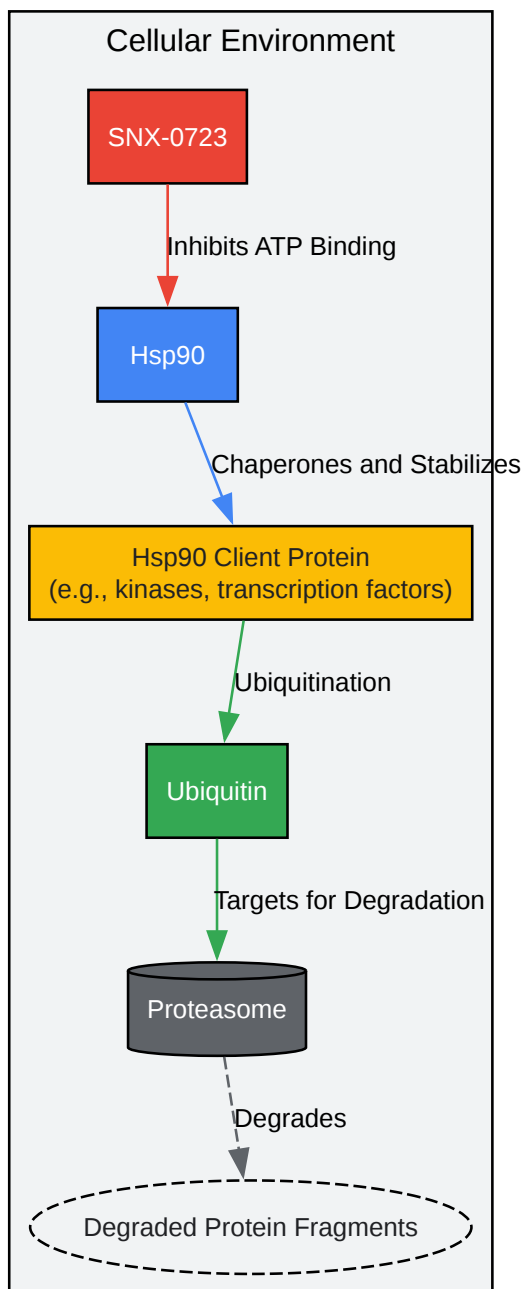 Cellular Environment
SNX-0723
Inhibits ATP Binding
Hsp90
Chaperones and Stabilizes
Hsp90 Client Protein
(e.g., kinases, transcription factors)
Ubiquitination
Ubiquitin
Targets for Degradation
Proteasome
Degrades
Degraded Protein Fragments